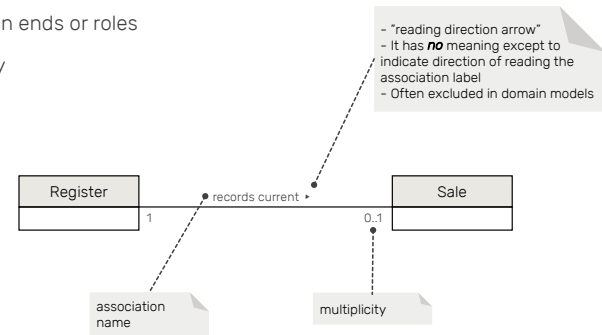 n ends or roles
- "reading direction arrow"
- It has no meaning except to
indicate direction of reading the
association label
- Often excluded in domain models
Register
records current ▸
Sale
1
0..1
association
name
multiplicity